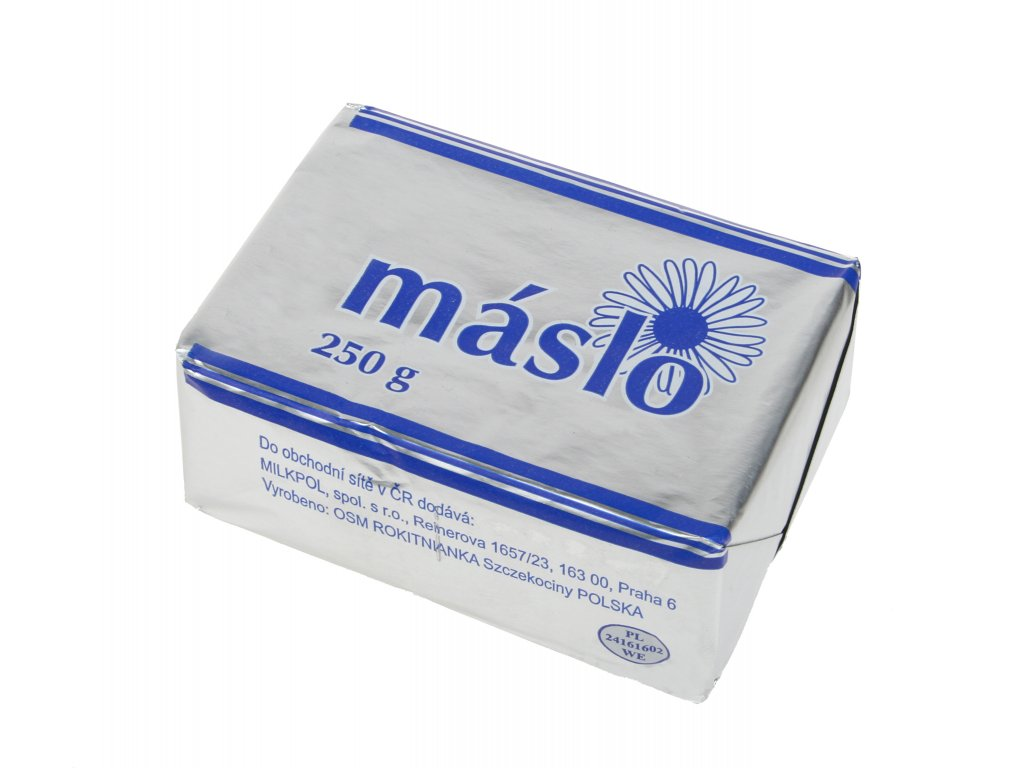 máslo
250 g
Do obchodní sítě v ČR dodává:
MILKPOL, spol. s r.o., Reinerova 1657/23, 163 00, Praha 6
Vyrobeno: OSM ROKITNIANKA Szczekociny POLSKA
PL
24161602
WE